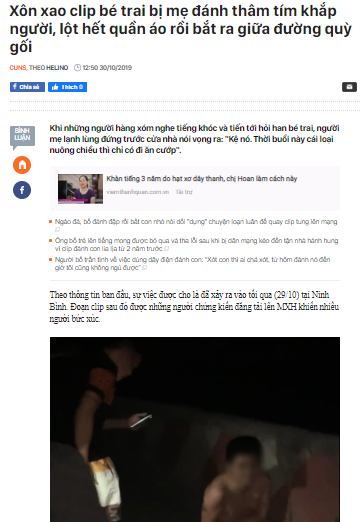 Xôn xao clip bé trai bị mẹ đánh thâm tím khắp
người, lột hết quần áo rồi bắt ra giữa đường quỳ
gối
CUNS, THEO HELINO 12:50 30/10/2019
Chia sẻ
Thích 0
BÌNH
LUẬN
Khi những người hàng xóm nghe tiếng khóc và tiến tới hỏi han bé trai, người
mẹ lạnh lùng đứng trước cửa nhà nói vọng ra: "Kệ nó. Thời buổi này cái loại
nuông chiều thì chỉ có đi ăn cướp".
Khàn tiếng 3 năm do hạt xơ dây thanh, chị Hoan làm cách này
Tài trợ
Ngáo đá, bố đánh đập rồi bắt con nhỏ nói dối "dựng" chuyện loạn luân để quay clip tung lên mạng
Ông bố trẻ lên tiếng mong được bỏ qua và tha lỗi sau khi bị dân mạng kéo đến tận nhà hành hung
vì clip đánh con lia lịa từ 2 năm trước.
Người bố trần tình về việc dùng dây điện đánh con: "Xót con thì ai chả xót, từ hôm đánh nó đến
giờ tôi cũng không ngủ được"
Theo thông tin ban đầu, sự việc được cho là đã xảy ra vào tối qua (29/10) tại Ninh
Bình. Đoạn clip sau đó được những người chứng kiến đăng tải lên MXH khiến nhiều
người bức xúc.